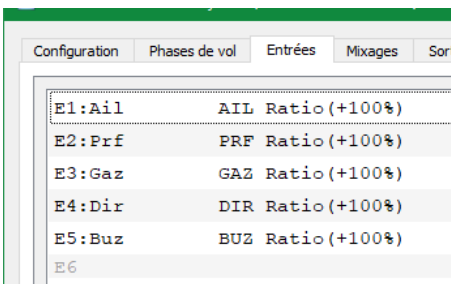 Configuration Phases de vol Entrées Mixages Sor
E1:Ail AIL Ratio(+100%)
E2:Prf PRF Ratio(+100%)
E3:Gaz GAZ Ratio(+100%)
E4:Dir DIR Ratio(+100%)
E5:Buz BUZ Ratio(+100%)
E6